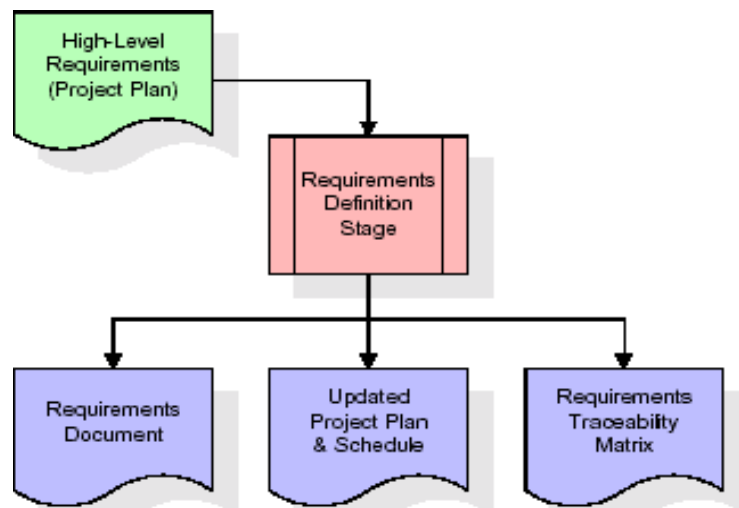 High-Level
Requirements
(Project Plan)
Requirements
Definition
Stage
Requirements
Document
Updated
Project Plan
& Schedule
Requirements
Traceability
Matrix